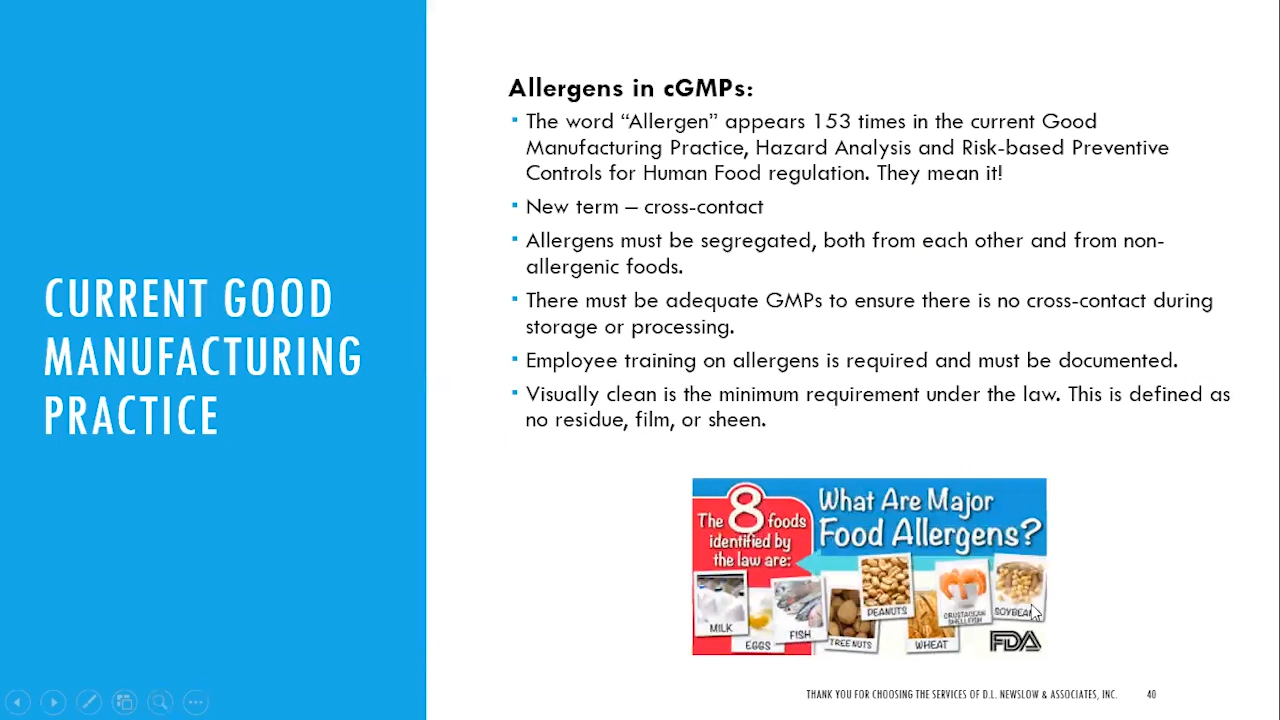 CURRENT GOOD
MANUFACTURING
PRACTICE
Allergens in cGMPs:
The word “Allergen” appears 153 times in the current Good
Manufacturing Practice, Hazard Analysis and Risk-based Preventive
Controls for Human Food regulation. They mean it!
New term – cross-contact
Allergens must be segregated, both from each other and from non-
allergenic foods.
There must be adequate GMPs to ensure there is no cross-contact during
storage or processing.
Employee training on allergens is required and must be documented.
Visually clean is the minimum requirement under the law. This is defined as
no residue, film, or sheen.
The 8 foods
identified by
the law are:
What Are Major
Food Allergens?
MILK
EGGS
FISH
TREE NUTS
PEANUTS
WHEAT
CRUSTACEAN
SHELLFISH
SOYBEAN
FDA
THANK YOU FOR CHOOSING THE SERVICES OF D.L. NEWSLOW & ASSOCIATES, INC.
40